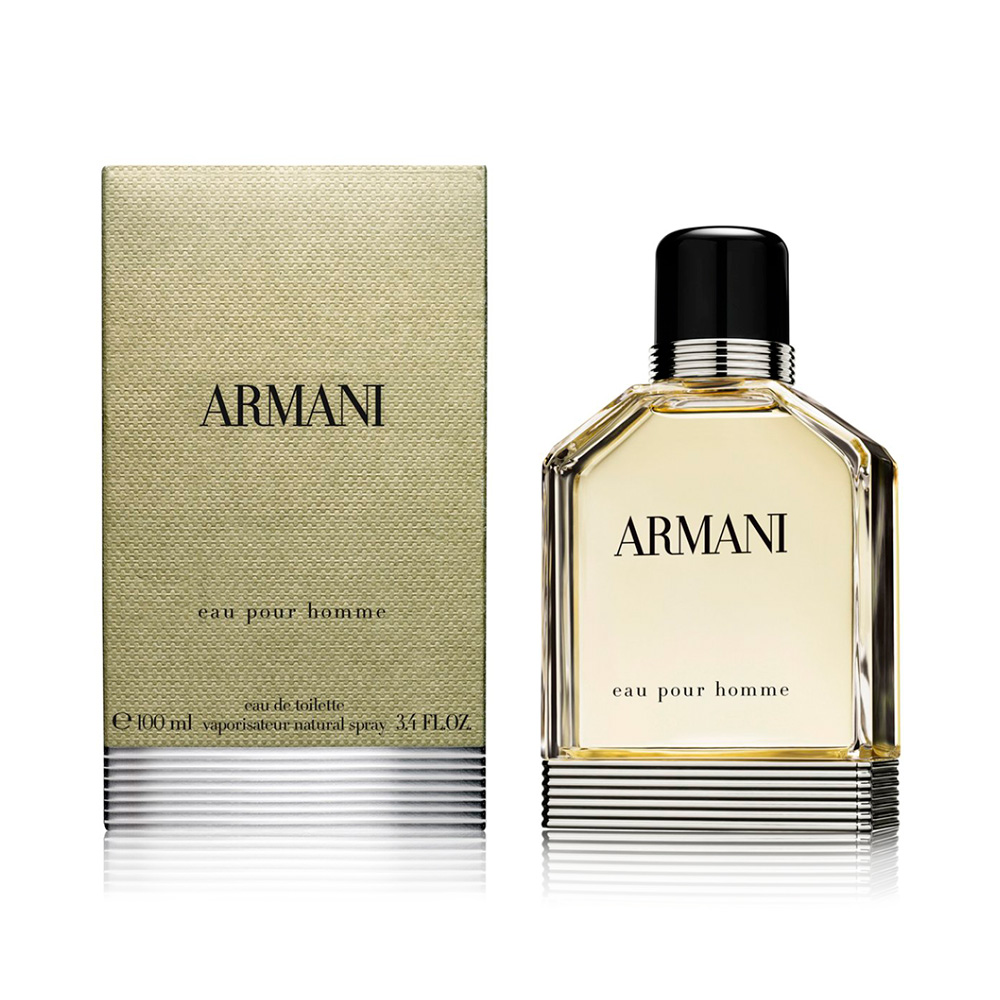 ARMANI
eau pour homme
eau de toilette
℮ 100 ml vaporisateur natural spray 3.4 FL.OZ.
ARMANI
eau pour homme